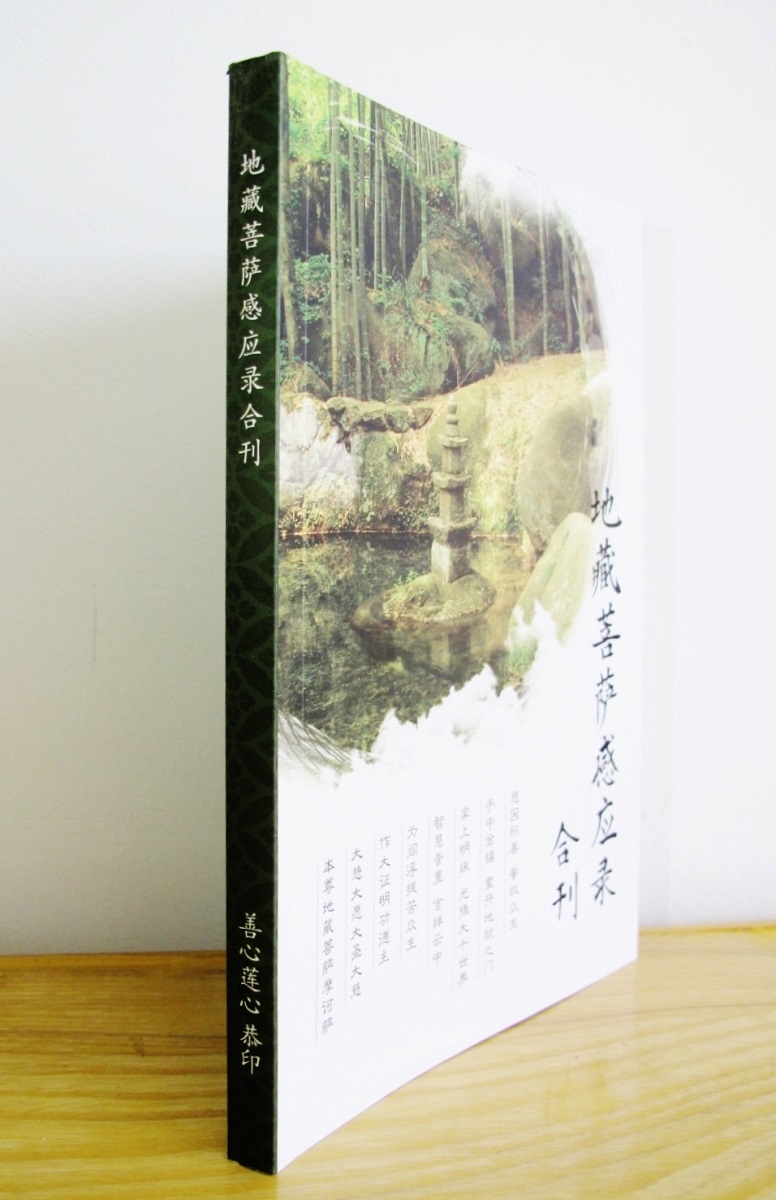 地藏菩萨感应录合刊
善心莲心 恭印
地藏菩萨感应录
合刊
慈因积善 誓救众生
手中金锡 震开地狱之门
掌上明珠 光摄大千世界
智慧音里 吉祥云中
为阎浮提苦众生
作大证明功德主
大悲大愿大圣大慈
本尊地藏菩萨摩诃萨